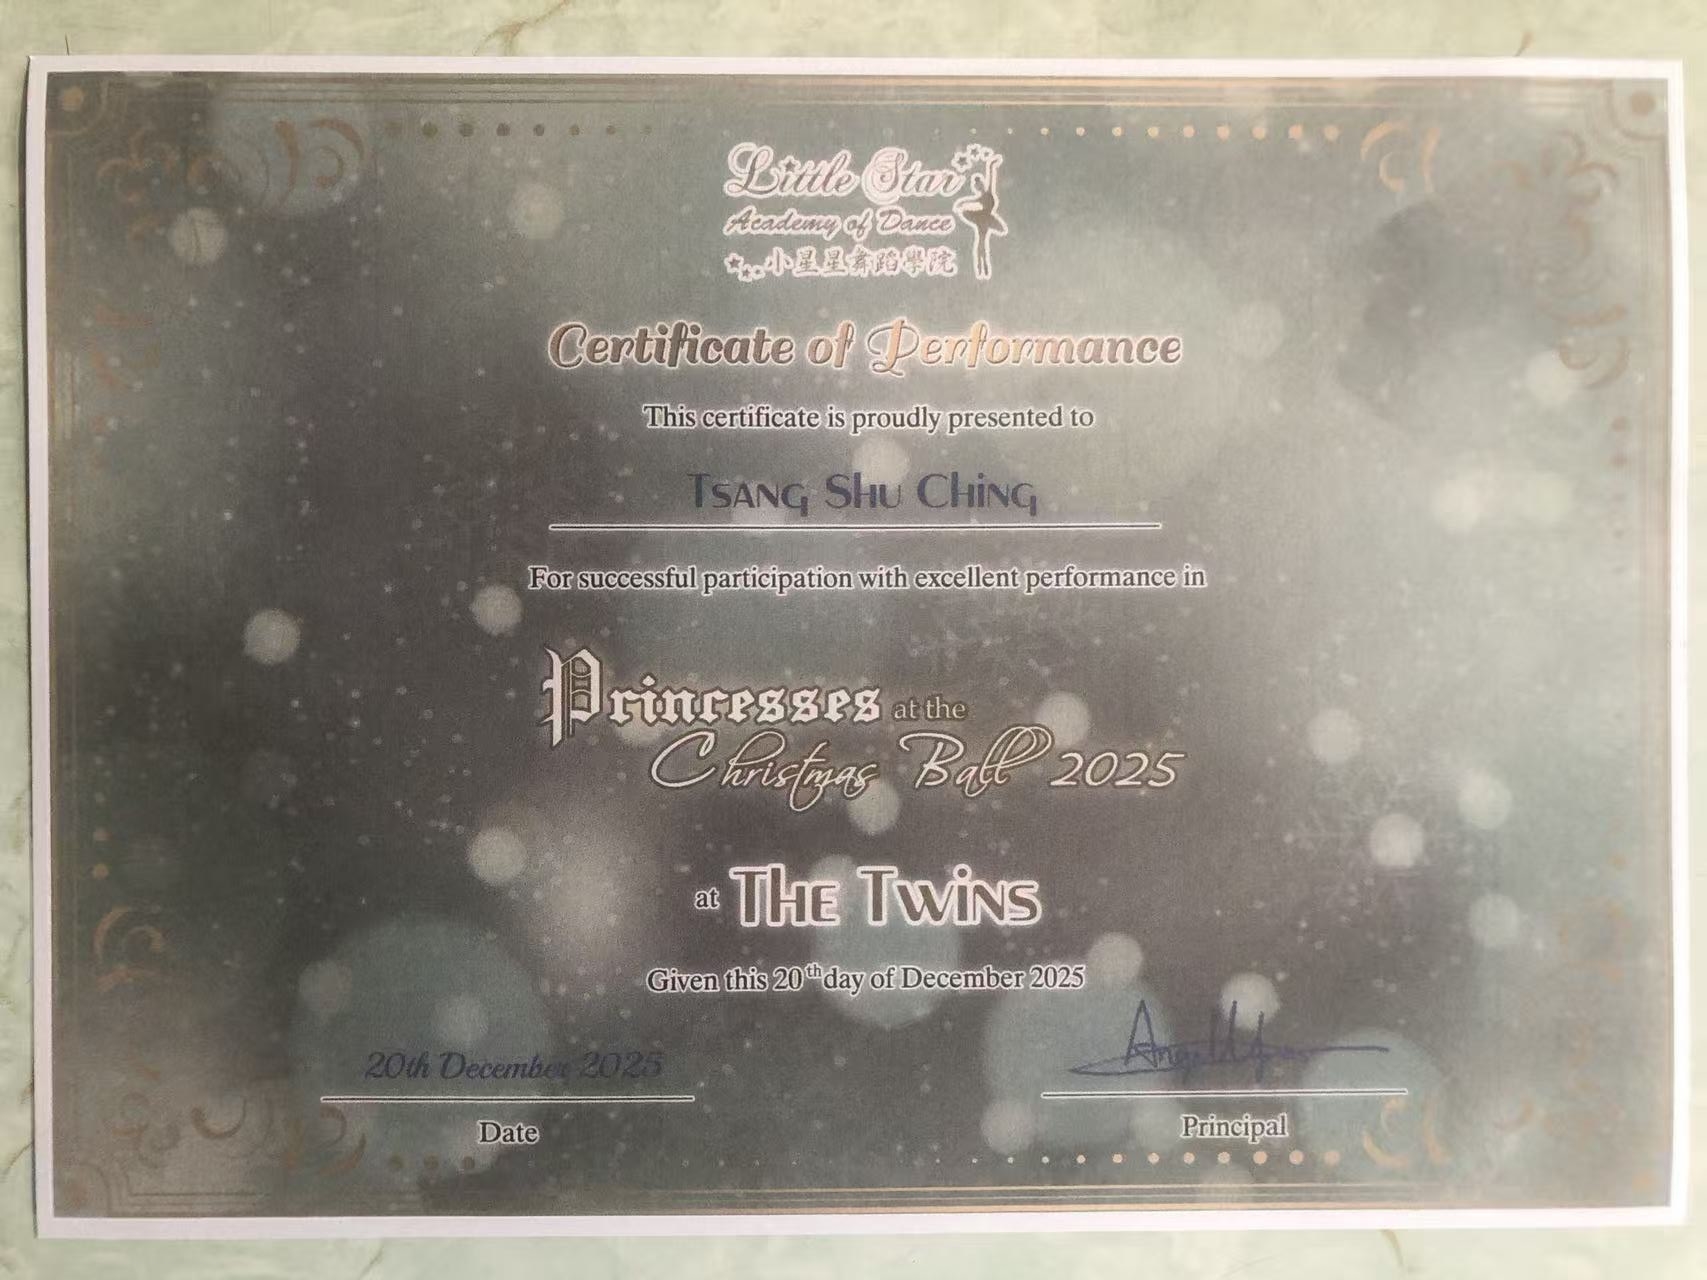 Little Star
Academy of Dance
小星星舞蹈學院
Certificate of Performance
This certificate is proudly presented to
Tsang Shu Ching
For successful participation with excellent performance in
Princesses at the
Christmas Ball 2025
at The Twins
Given this 20th day of December 2025
20th December 2025
Date
Principal